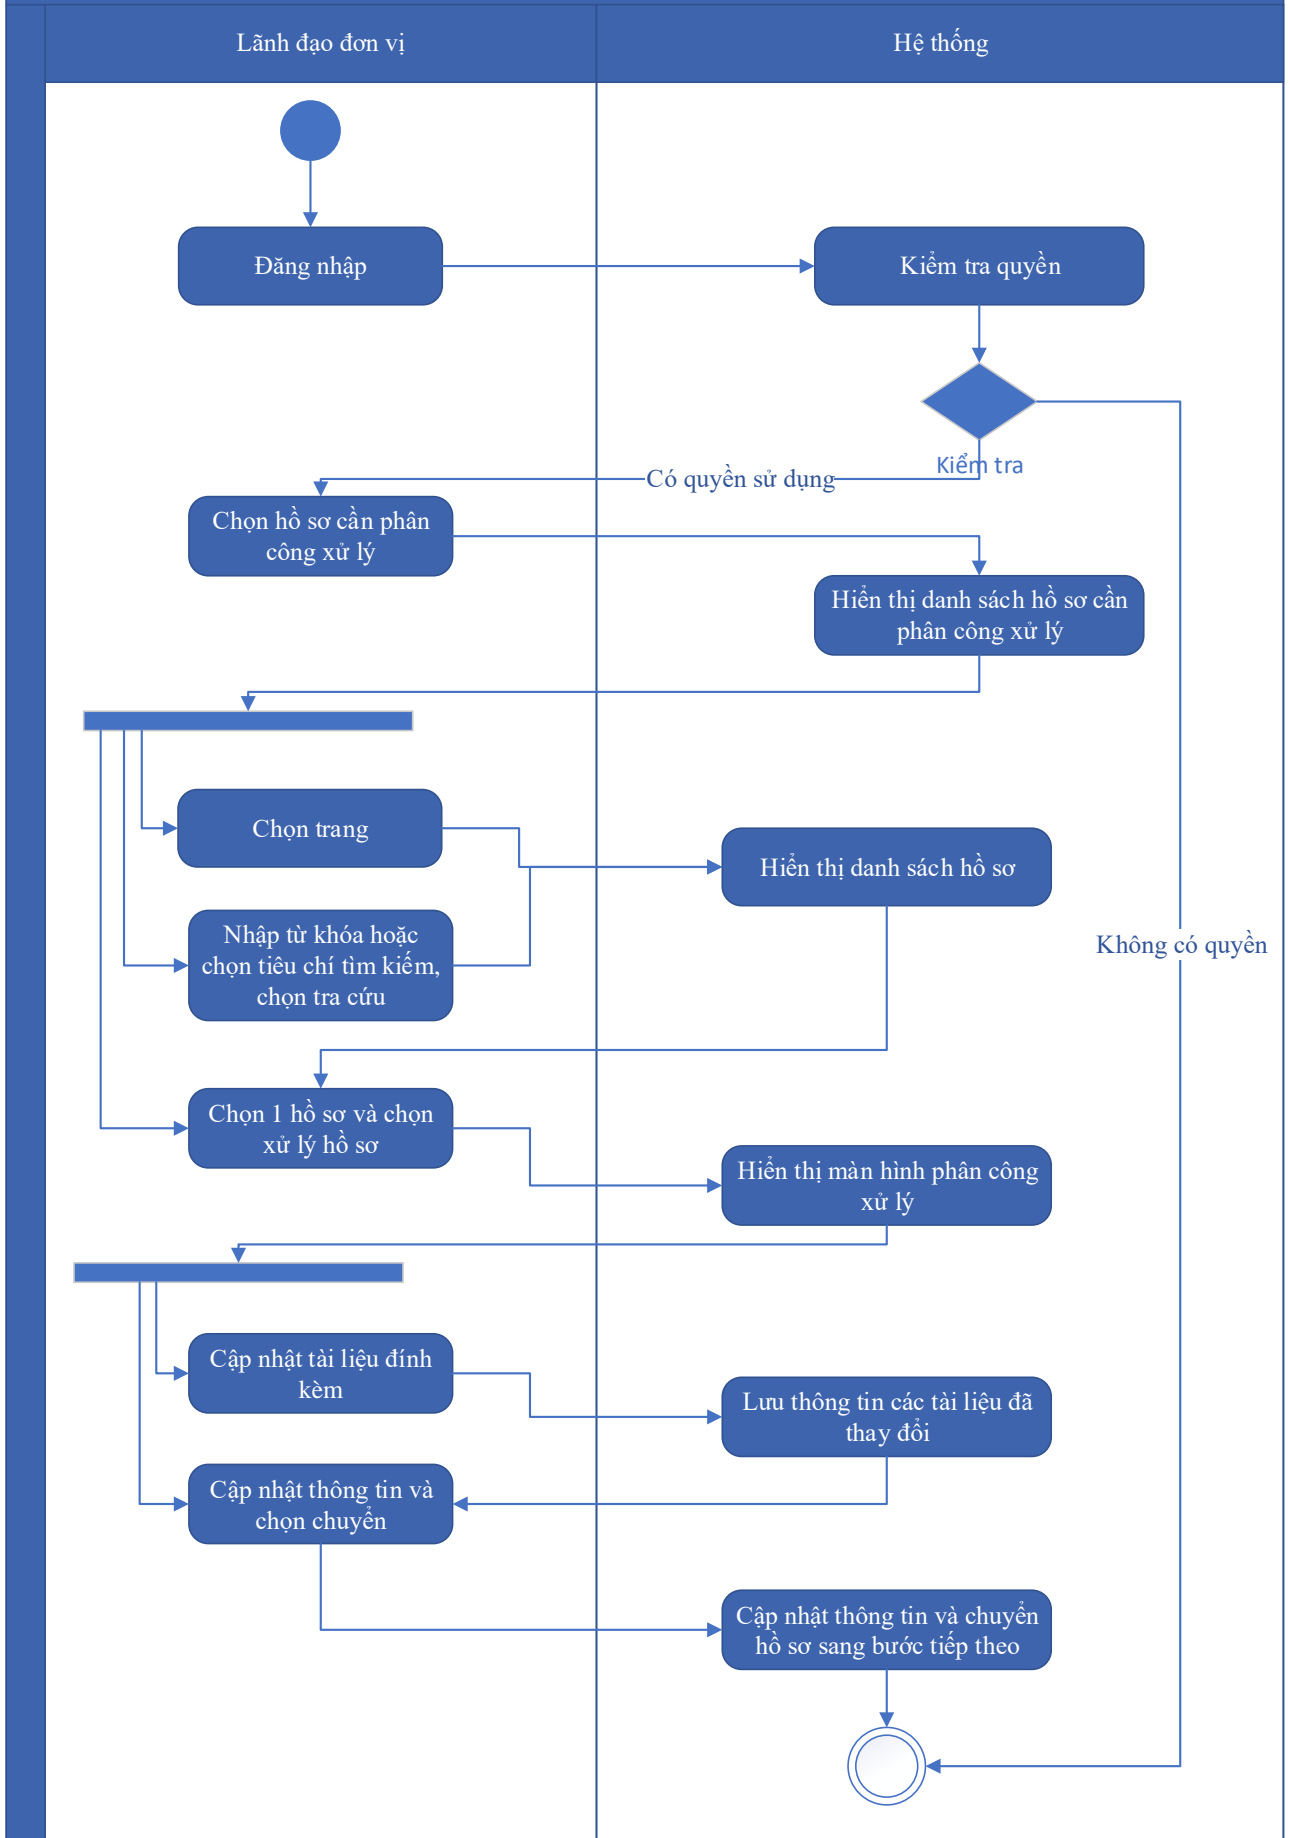 Lãnh đạo đơn vị
Hệ thống
Đăng nhập
Kiểm tra quyền
Kiểm tra
Có quyền sử dụng
Chọn hồ sơ cần phân
công xử lý
Hiển thị danh sách hồ sơ cần
phân công xử lý
Chọn trang
Hiển thị danh sách hồ sơ
Nhập từ khóa hoặc
chọn tiêu chí tìm kiếm,
chọn tra cứu
Không có quyền
Chọn 1 hồ sơ và chọn
xử lý hồ sơ
Hiển thị màn hình phân công
xử lý
Cập nhật tài liệu đính
kèm
Lưu thông tin các tài liệu đã
thay đổi
Cập nhật thông tin và
chọn chuyển
Cập nhật thông tin và chuyển
hồ sơ sang bước tiếp theo